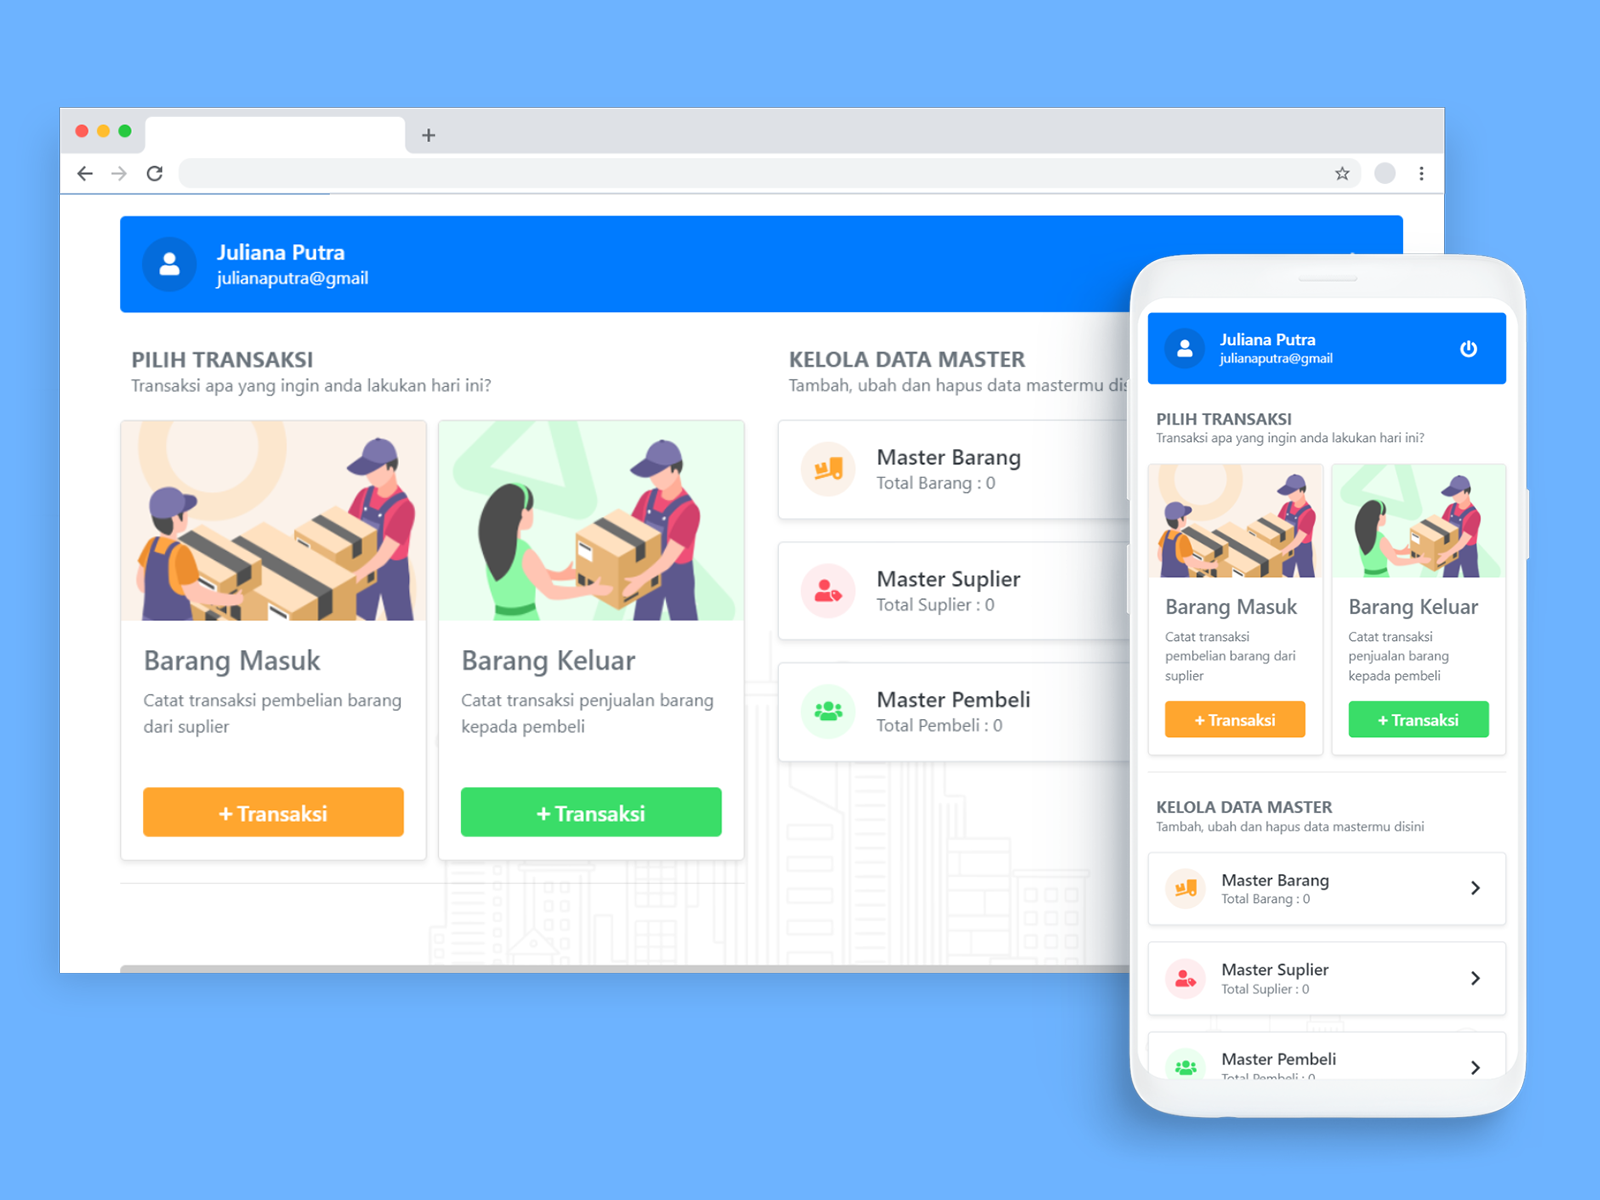 Juliana Putra
julianaputra@gmail
PILIH TRANSAKSI
Transaksi apa yang ingin anda lakukan hari ini?
Barang Masuk
Catat transaksi pembelian barang
dari suplier
+ Transaksi
Barang Keluar
Catat transaksi penjualan barang
kepada pembeli
+ Transaksi
KELOLA DATA MASTER
Tambah, ubah dan hapus data mastermu dis
Master Barang
Total Barang : 0
Master Suplier
Total Suplier : 0
Master Pembeli
Total Pembeli : 0
Juliana Putra
julianaputra@gmail
PILIH TRANSAKSI
Transaksi apa yang ingin anda lakukan hari ini?
Barang Masuk
Catat transaksi
pembelian barang dari
suplier
+ Transaksi
Barang Keluar
Catat transaksi
penjualan barang
kepada pembeli
+ Transaksi
KELOLA DATA MASTER
Tambah, ubah dan hapus data mastermu disini
Master Barang
Total Barang : 0
Master Suplier
Total Suplier : 0
Master Pembeli
Total Pembeli : 0